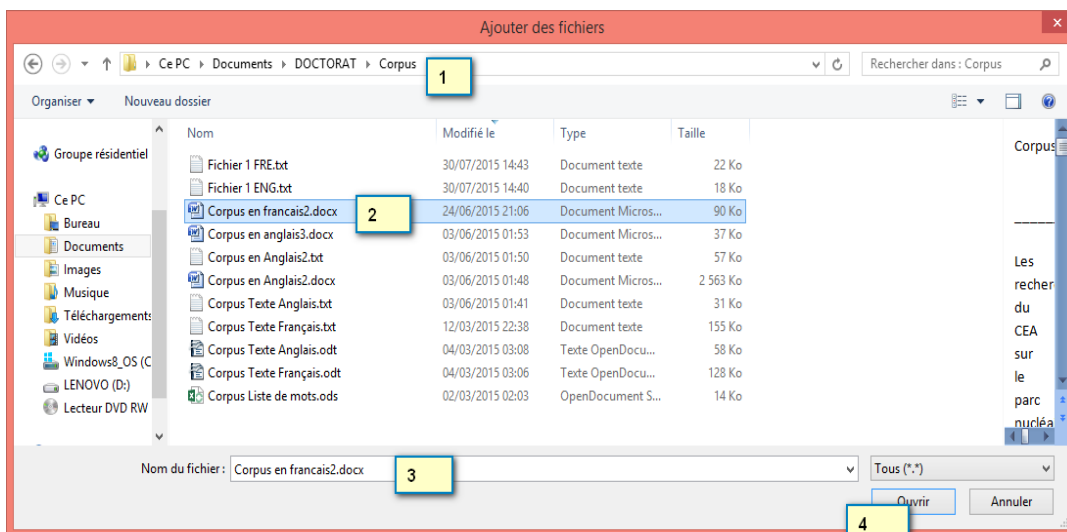 Ajouter des fichiers
x
Ce PC Documents DOCTORAT Corpus
1
Rechercher dans : Corpus
Organiser Nouveau dossier
Nom Modifié le Type Taille
Groupe résidentiel
Ce PC
Bureau
Documents
Images
Musique
Téléchargements
Vidéos
Windows8_OS (C
LENOVO (D:)
Lecteur DVD RW
Fichier 1 FRE.txt 30/07/2015 14:43 Document texte 22 Ko
Fichier 1 ENG.txt 30/07/2015 14:40 Document texte 18 Ko
Corpus en francais2.docx 2 24/06/2015 21:06 Document Micros... 90 Ko
Corpus en anglais3.docx 03/06/2015 01:53 Document Micros... 37 Ko
Corpus en Anglais2.txt 03/06/2015 01:50 Document texte 57 Ko
Corpus en Anglais2.docx 03/06/2015 01:48 Document Micros... 2 563 Ko
Corpus Texte Anglais.txt 03/06/2015 01:41 Document texte 31 Ko
Corpus Texte Français.txt 12/03/2015 22:38 Document texte 155 Ko
Corpus Texte Anglais.odt 04/03/2015 03:08 Texte OpenDocu... 58 Ko
Corpus Texte Français.odt 04/03/2015 03:06 Texte OpenDocu... 128 Ko
Corpus Liste de mots.ods 02/03/2015 02:03 OpenDocument S... 14 Ko
Corpus
Les
recher
du
CEA
sur
le
parc
nucléa
Nom du fichier : Corpus en francais2.docx 3 Tous (*.*)
Ouvrir Annuler
4